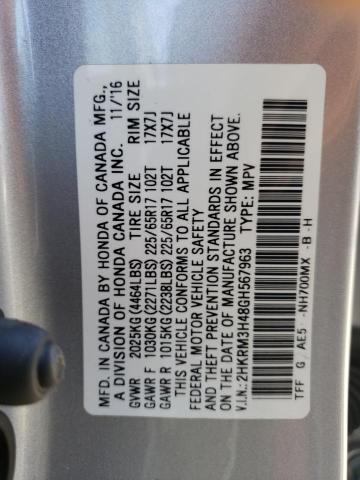 MFD. IN CANADA BY HONDA OF CANADA MFG.,
A DIVISION OF HONDA CANADA INC. 11/16
GVWR 2025KG(4464LBS) TIRE SIZE RIM SIZE
GAWR F 1030KG(2271LBS) 225/65R17 102T 17X7J
GAWR R 1015KG(2238LBS) 225/65R17 102T 17X7J
THIS VEHICLE CONFORMS TO ALL APPLICABLE
FEDERAL MOTOR VEHICLE SAFETY
AND THEFT PREVENTION STANDARDS IN EFFECT
ON THE DATE OF MANUFACTURE SHOWN ABOVE.
V.I.N.: 2HKRM3H48GH567963 TYPE: MPV
TFF G / AE5 -NH700MX -B -H